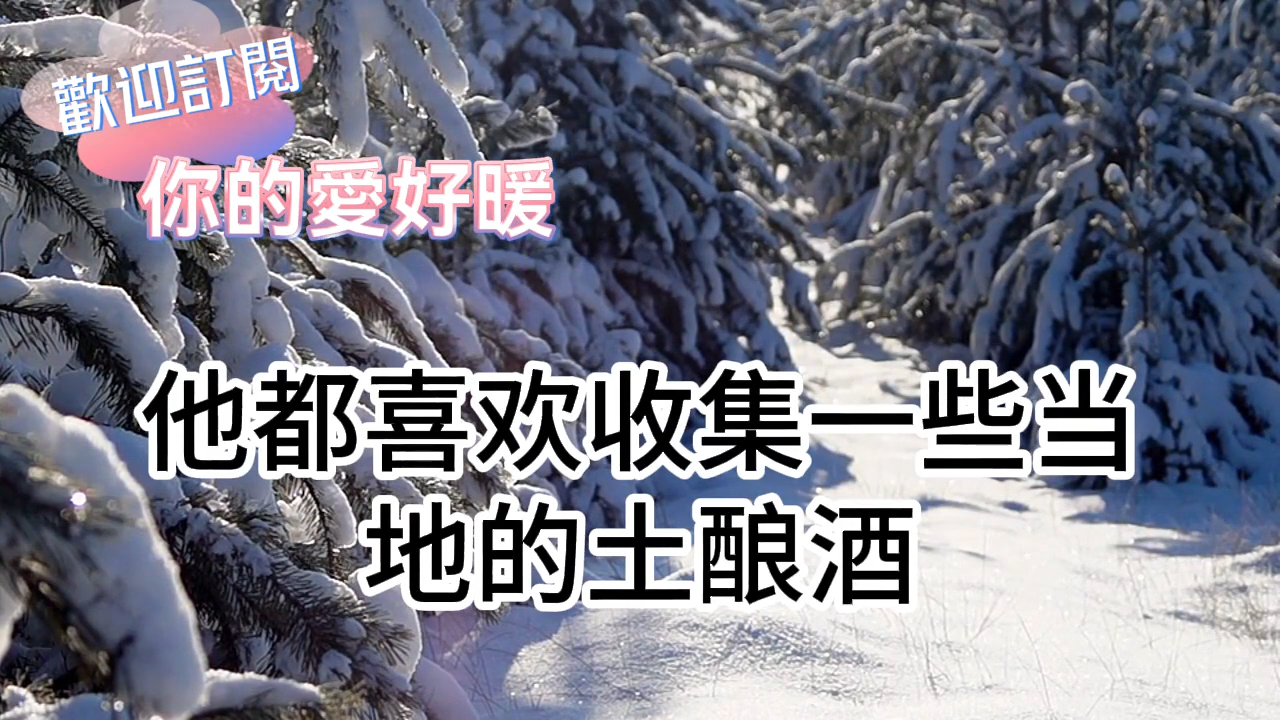 歡迎訂閱
你的愛好暖
他都喜欢收集一些当
地的土酿酒